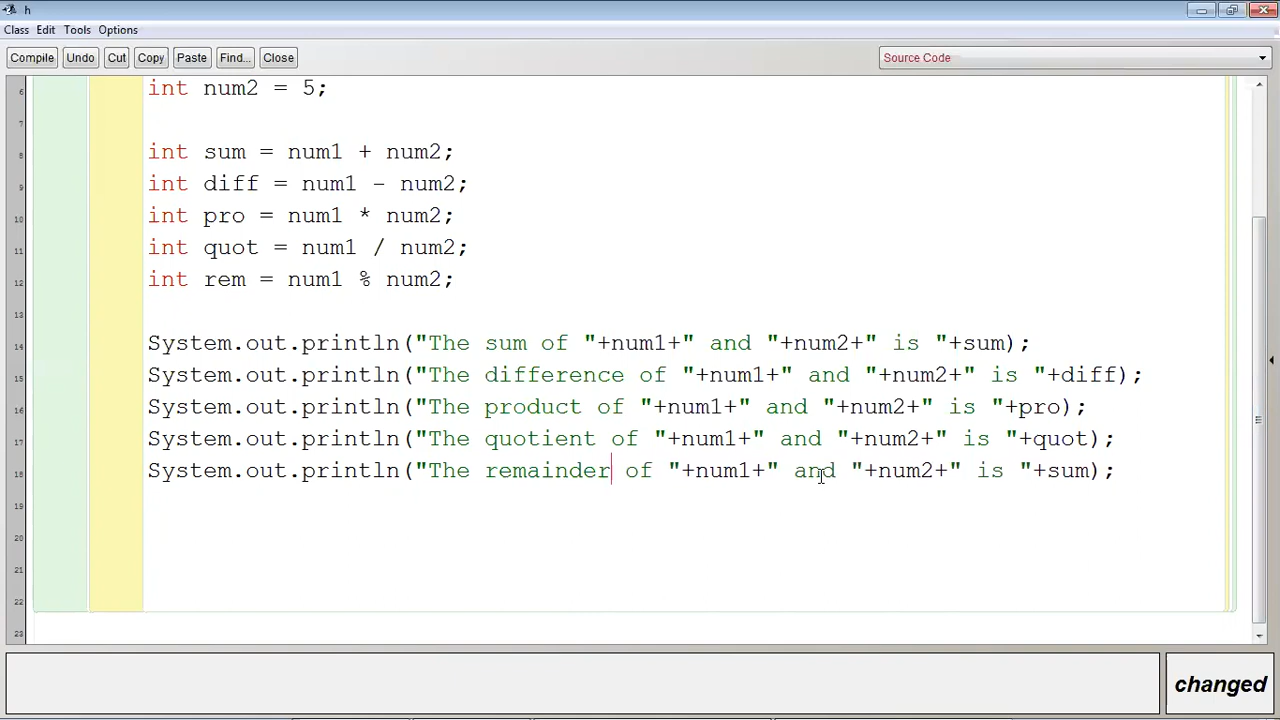 h
Class Edit Tools Options
Compile Undo Cut Copy Paste Find... Close Source Code
6 int num2 = 5;
7
8 int sum = num1 + num2;
9 int diff = num1 - num2;
10 int pro = num1 * num2;
11 int quot = num1 / num2;
12 int rem = num1 % num2;
13
14 System.out.println("The sum of "+num1+" and "+num2+" is "+sum);
15 System.out.println("The difference of "+num1+" and "+num2+" is "+diff);
16 System.out.println("The product of "+num1+" and "+num2+" is "+pro);
17 System.out.println("The quotient of "+num1+" and "+num2+" is "+quot);
18 System.out.println("The remainder of "+num1+" and "+num2+" is "+sum);
19
20
21
22
23
changed